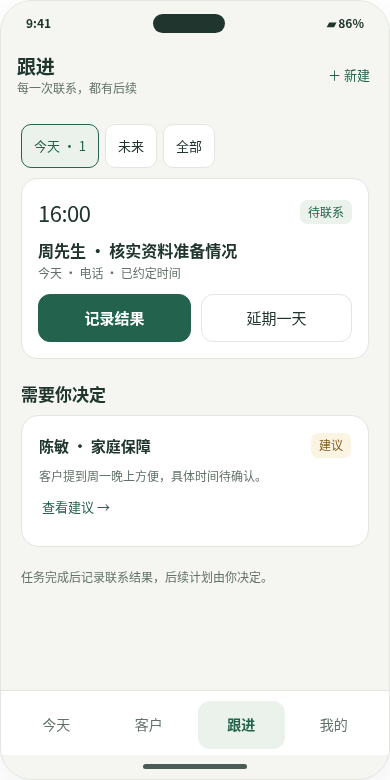 9:41
86%
跟进
每一次联系，都有后续
＋ 新建
今天 · 1
未来
全部
16:00
待联系
周先生 · 核实资料准备情况
今天 · 电话 · 已约定时间
记录结果
延期一天
需要你决定
陈敏 · 家庭保障
建议
客户提到周一晚上方便，具体时间待确认。
查看建议 →
任务完成后记录联系结果，后续计划由你决定。
今天
客户
跟进
我的